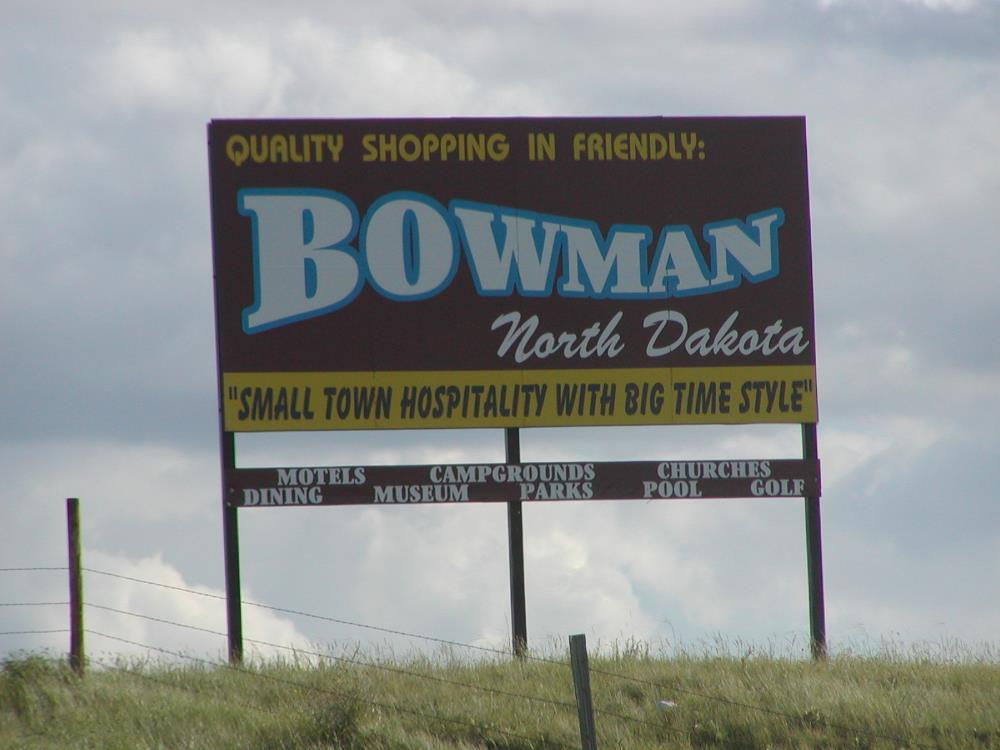 QUALITY SHOPPING IN FRIENDLY:
BOWMAN
North Dakota
"SMALL TOWN HOSPITALITY WITH BIG TIME STYLE"
MOTELS CAMPGROUNDS CHURCHES
DINING MUSEUM PARKS POOL GOLF